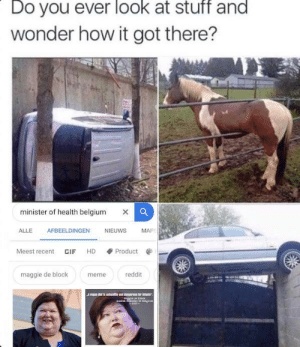 Do you ever look at stuff and
wonder how it got there?
minister of health belgium X
ALLE AFBEELDINGEN NIEUWS
Meest recent GIF HD Product
maggie de block meme reddit